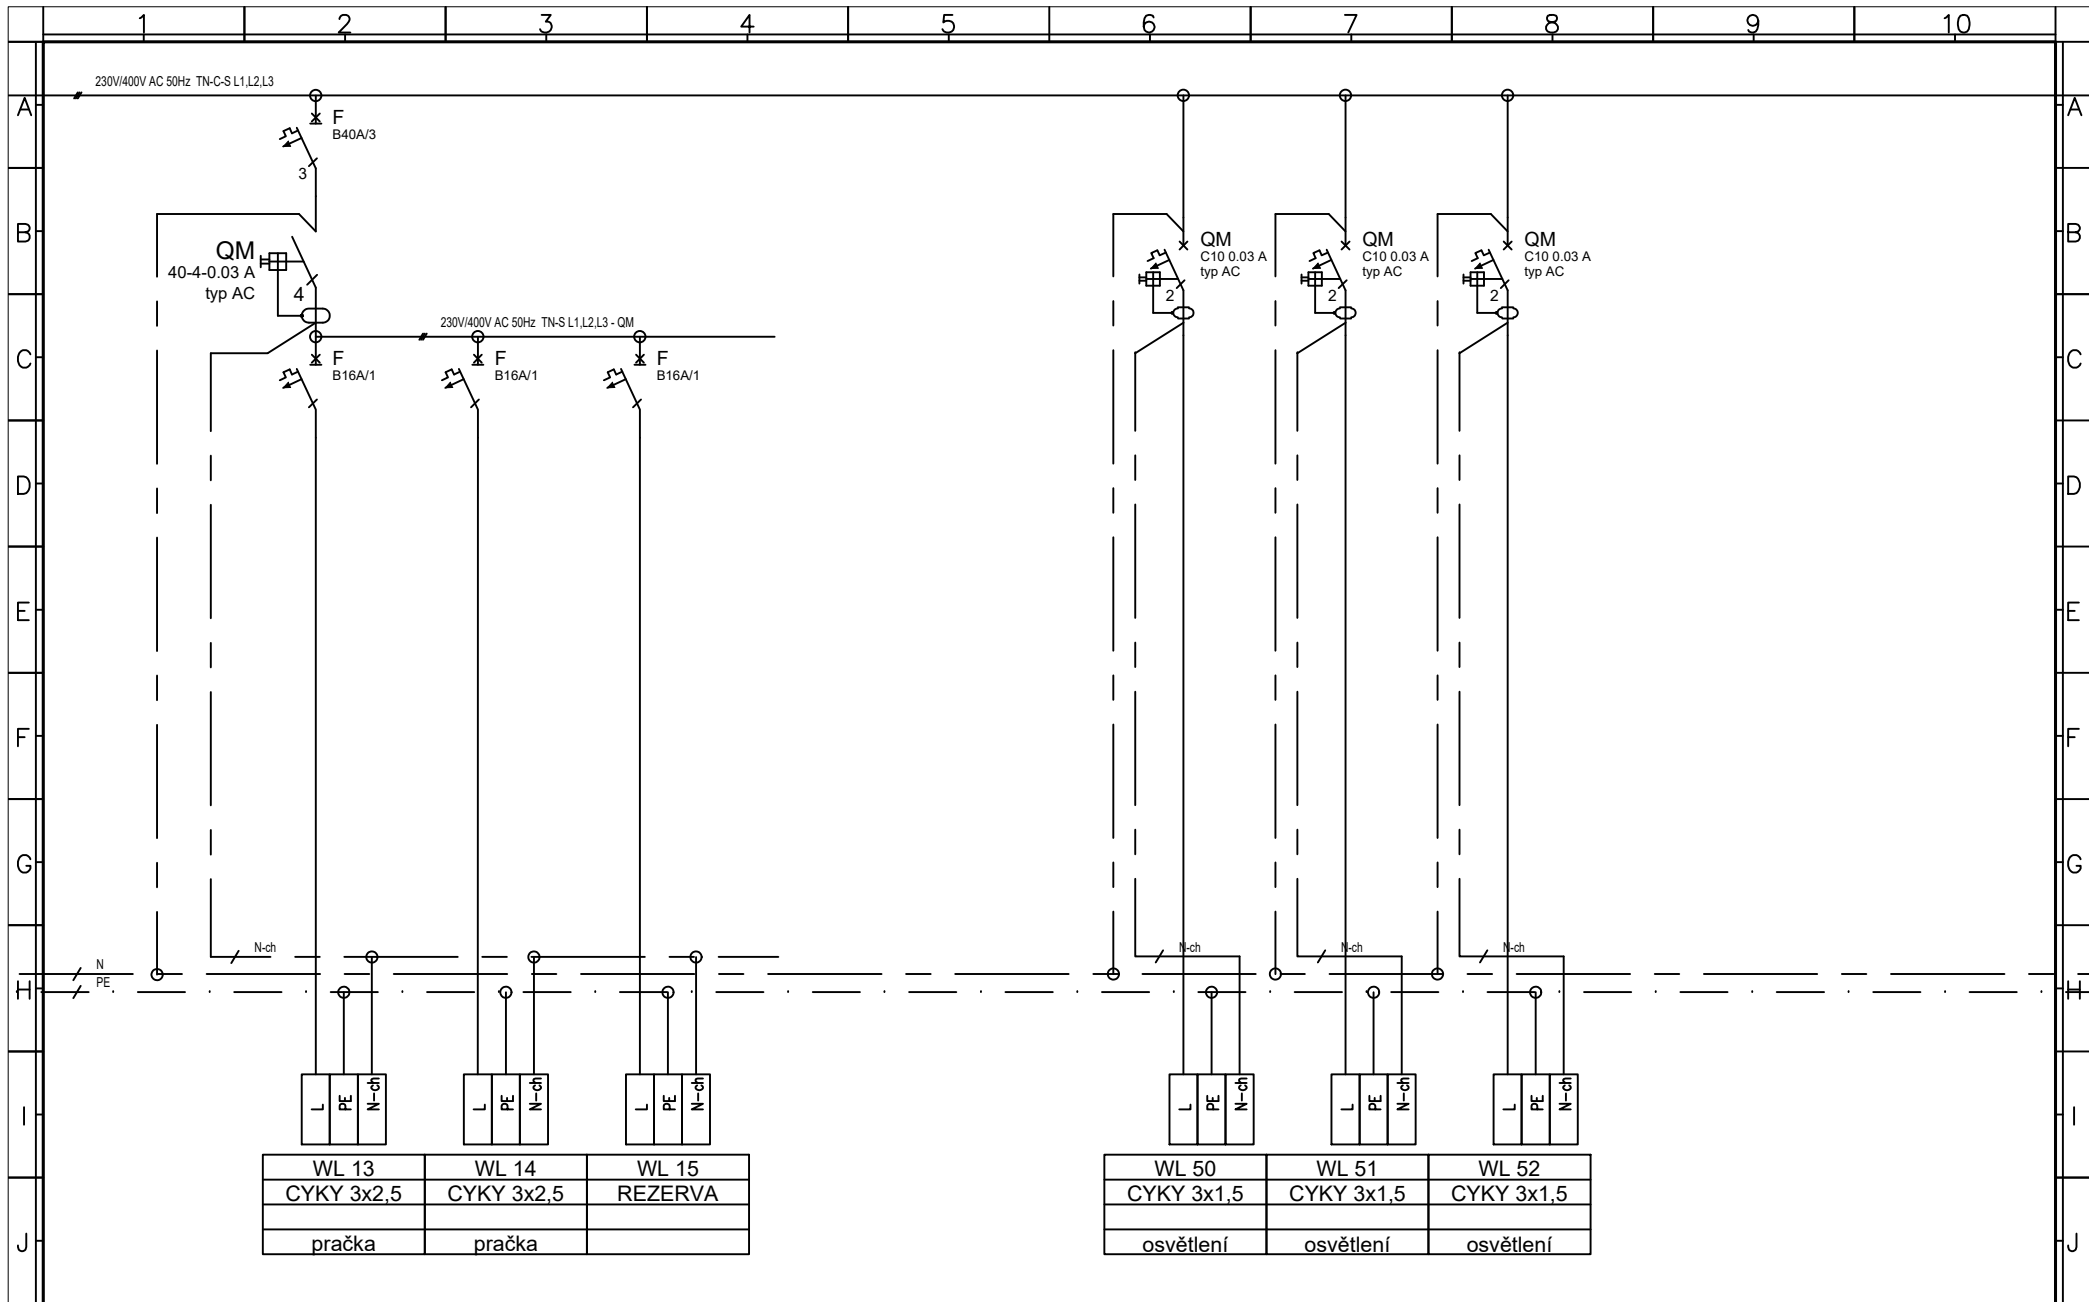 1 2 3 4 5 6 7 8 9 10
230V/400V AC 50Hz TN-C-S L1,L2,L3
A A
F
B40A/3
3
B B
QM
40-4-0.03 A
typ AC
4
QM
C10 0.03 A
typ AC
2
QM
C10 0.03 A
typ AC
2
QM
C10 0.03 A
typ AC
2
230V/400V AC 50Hz TN-S L1,L2,L3 - QM
C C
F
B16A/1
F
B16A/1
F
B16A/1
D D
E E
F F
G G
N-ch N-ch N-ch N-ch
N
PE
H H
L PE N-ch L PE N-ch L PE N-ch L PE N-ch L PE N-ch L PE N-ch
I I
WL 13 WL 14 WL 15 WL 50 WL 51 WL 52
CYKY 3x2,5 CYKY 3x2,5 REZERVA CYKY 3x1,5 CYKY 3x1,5 CYKY 3x1,5
J J
pračka pračka osvětlení osvětlení osvětlení